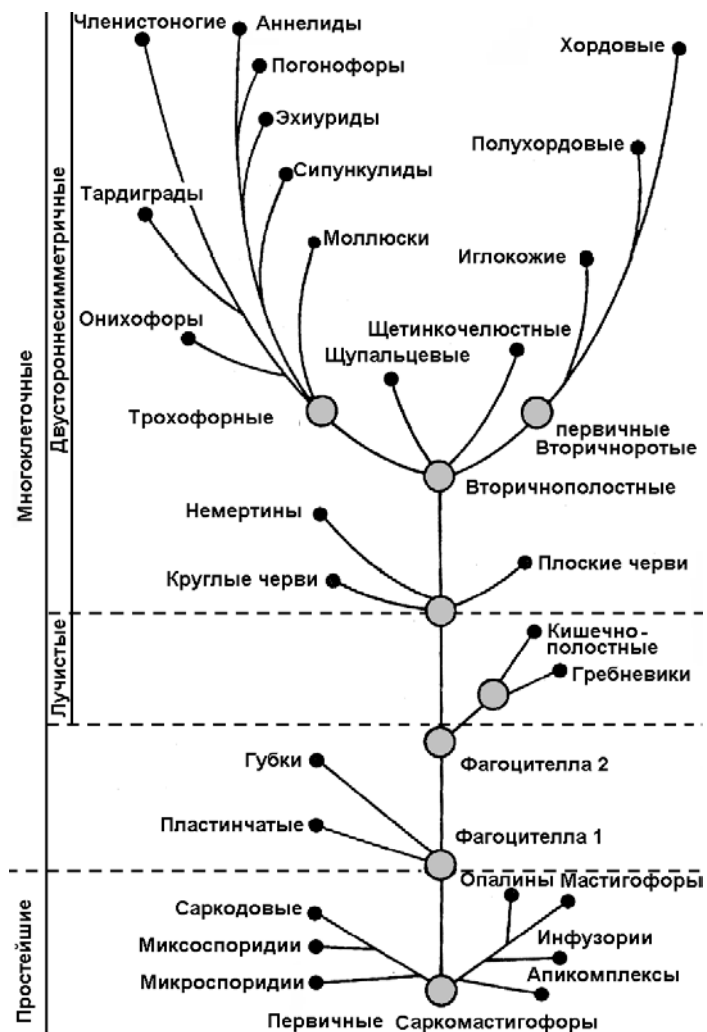 Членистоногие
Аннелиды
Погонофоры
Хордовые
Эхиуриды
Полухордовые
Сипункулиды
Тардиграды
Моллюски
Иглокожие
Онихофоры
Щетинкочелюстные
Щупальцевые
Трохофорные
первичные
Вторичноротые
Вторичнополостные
Немертины
Плоские черви
Круглые черви
Кишечно-
полостные
Гребневики
Губки
Фагоцителла 2
Пластинчатые
Фагоцителла 1
Опалины Мастигофоры
Саркодовые
Инфузории
Миксоспоридии
Апикомплексы
Микроспоридии
Первичные Саркомастигофоры
Многоклеточные
Двустороннесимметричные
Лучистые
Простейшие